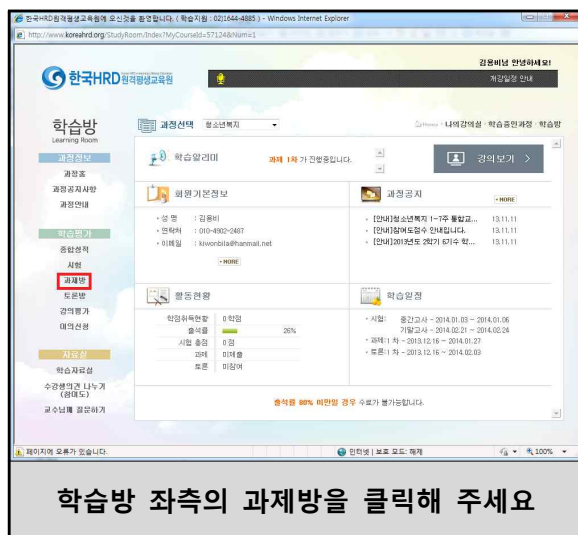 한국HRD원격평생교육원에 오신것을 환영합니다. ( 학습지원 : 02)1644-4885 ) - Windows Internet Explorer
http://www.koreahrd.org/StudyRoom/Index?MyCourseId=57124&iNum=1
김용비님 안녕하세요!
한국HRD원격평생교육원
개강일정 안내
학습방
Learning Room
과정선택 청소년복지
Home · 나의강의실 · 학습중인과정 · 학습방
과정정보
과정홈
과정공지사항
과정안내
학습평가
종합성적
시험
과제방
토론방
강의평가
이의신청
자료실
학습자료실
수강생의견 나누기
(참여도)
교수님께 질문하기
학습알리미
과제 1차 가 진행중입니다.
강의보기 >
회원기본정보
· 성 명 : 김용비
· 연락처 : 010-4902-2487
· 이메일 : kiwonbila@hanmail.net
· MORE
과정공지
· MORE
· [안내]청소년복지 1~7주 통합교... 13.11.11
· [안내]참여도점수 안내입니다. 13.11.11
· [안내]2013년도 2학기 6기수 학... 13.11.11
활동현황
학점취득현황 0 학점
출석률 26%
시험 총점 0 점
과제 미제출
토론 미참여
학습일정
· 시험: 중간고사 - 2014.01.03 ~ 2014.01.06
기말고사 - 2014.02.21 ~ 2014.02.24
· 과제:1 차 - 2013.12.16 ~ 2014.01.27
· 토론:1 차 - 2013.12.16 ~ 2014.02.03
출석률 80% 미만일 경우 수료가 불가능합니다.
페이지에 오류가 있습니다.
인터넷 | 보호 모드: 해제
100%
학습방 좌측의 과제방을 클릭해 주세요